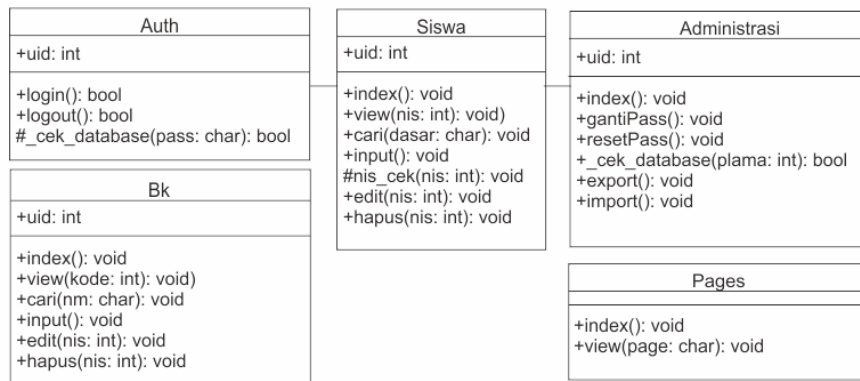 Auth
+uid: int
+login(): bool
+logout(): bool
#_cek_database(pass: char): bool
Siswa
+uid: int
+index(): void
+view(nis: int): void)
+cari(dasar: char): void
+input(): void
#nis_cek(nis: int): void
+edit(nis: int): void
+hapus(nis: int): void
Administrasi
+uid: int
+index(): void
+gantiPass(): void
+resetPass(): void
+_cek_database(plama: int): bool
+export(): void
+import(): void
Bk
+uid: int
+index(): void
+view(kode: int): void)
+cari(nm: char): void
+input(): void
+edit(nis: int): void
+hapus(nis: int): void
Pages
+index(): void
+view(page: char): void